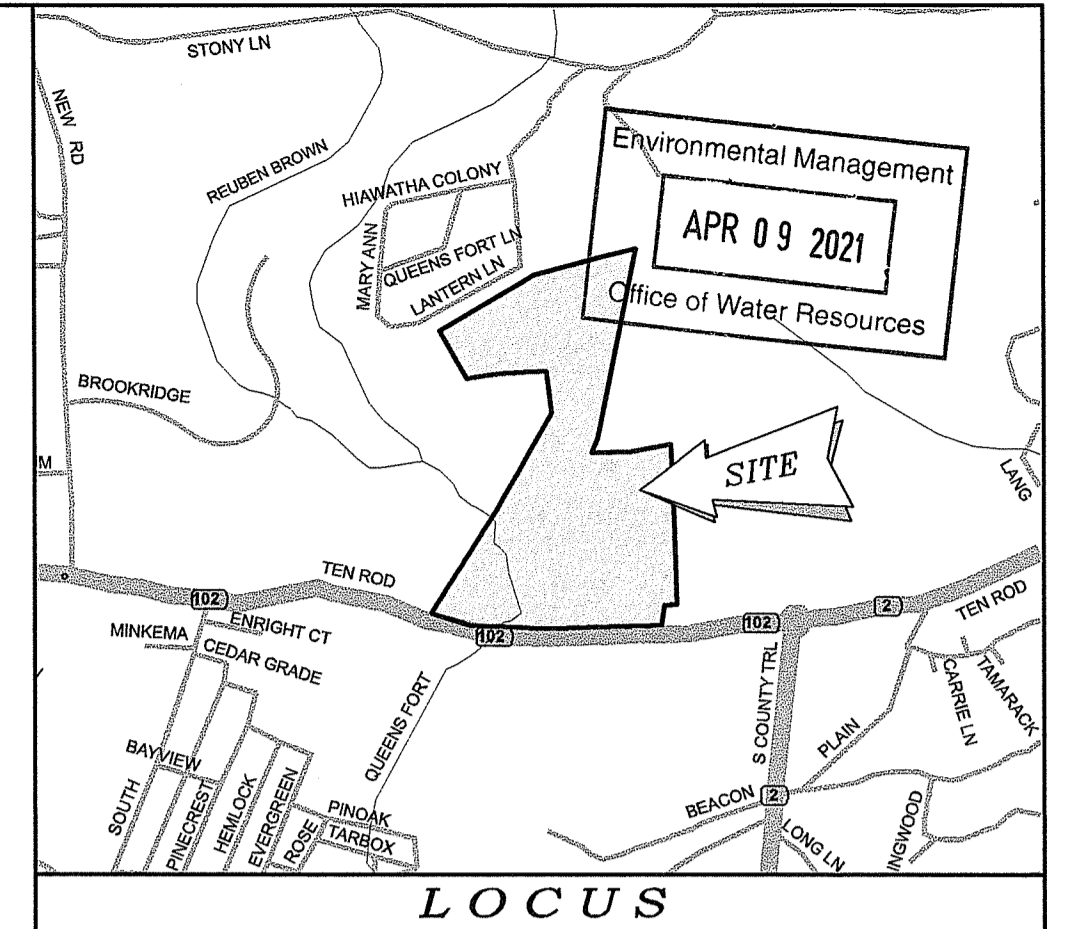 STONY LN
NEW RD
REUBEN BROWN
HIAWATHA COLONY
MARY ANN
QUEENS FORT LN
LANTERN LN
Environmental Management
APR 09 2021
Office of Water Resources
BROOKRIDGE
M
SITE
LANG
TEN ROD
102
ENRIGHT CT
MINKEMA
CEDAR GRADE
102
102
2
TEN ROD
S COUNTY TRL
CARRIE LN
TAMARACK
QUEENS FORT
PLAIN
BAYVIEW
SOUTH
PINECREST
HEMLOCK
EVERGREEN
ROSE
PINOAK
TARBOX
BEACON
2
LONG LN
INGWOOD
LOCUS